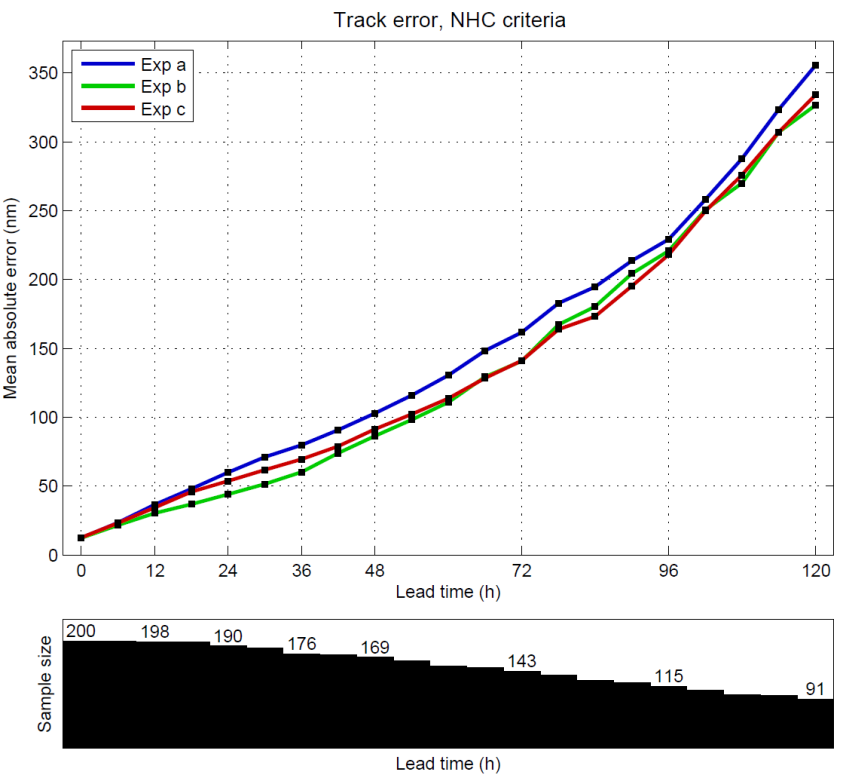 Track error, NHC criteria
Exp a
Exp b
Exp c
Mean absolute error (nm)
350
300
250
200
150
100
50
0
0 12 24 36 48 72 96 120
Lead time (h)
Sample size
200 198 190 176 169 143 115 91
Lead time (h)